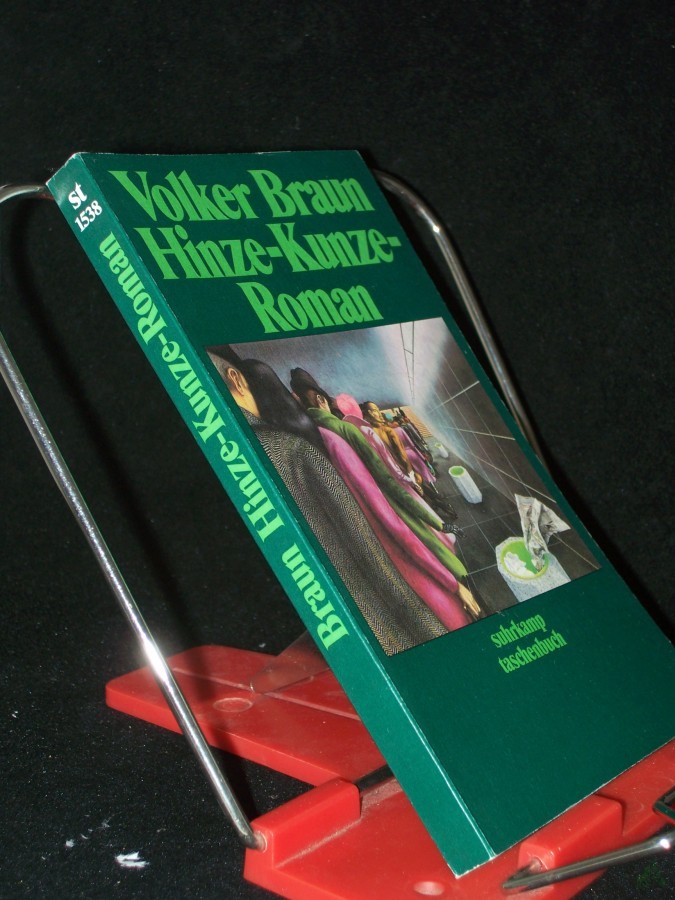 Volker Braun
Hinze-Kunze-
Roman
suhrkamp
taschenbuch
st
1538
Braun Hinze-Kunze-Roman